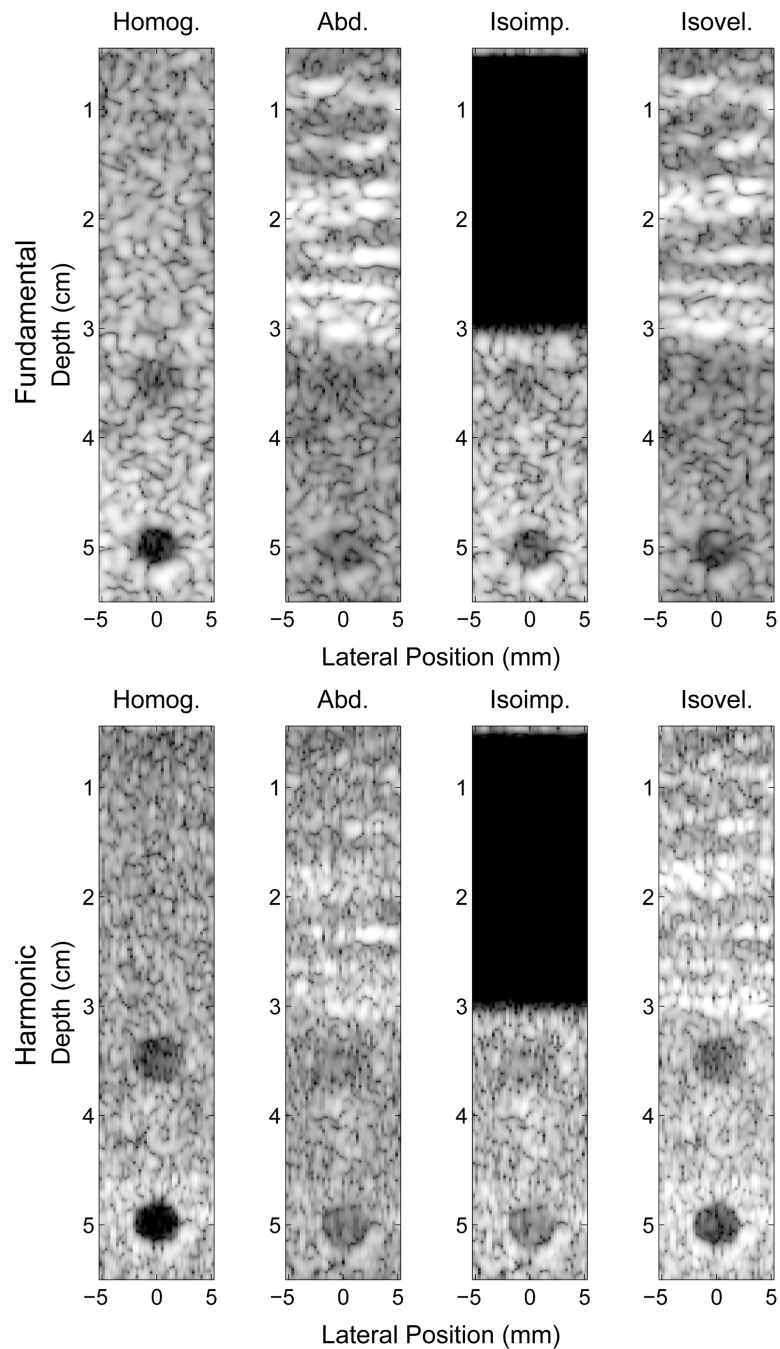 Homog. Abd. Isoimp. Isovel.
Fundamental
Depth (cm)
1 1 1 1
2 2 2 2
3 3 3 3
4 4 4 4
5 5 5 5
−5 0 5 −5 0 5 −5 0 5 −5 0 5
Lateral Position (mm)
Homog. Abd. Isoimp. Isovel.
Harmonic
Depth (cm)
1 1 1 1
2 2 2 2
3 3 3 3
4 4 4 4
5 5 5 5
−5 0 5 −5 0 5 −5 0 5 −5 0 5
Lateral Position (mm)